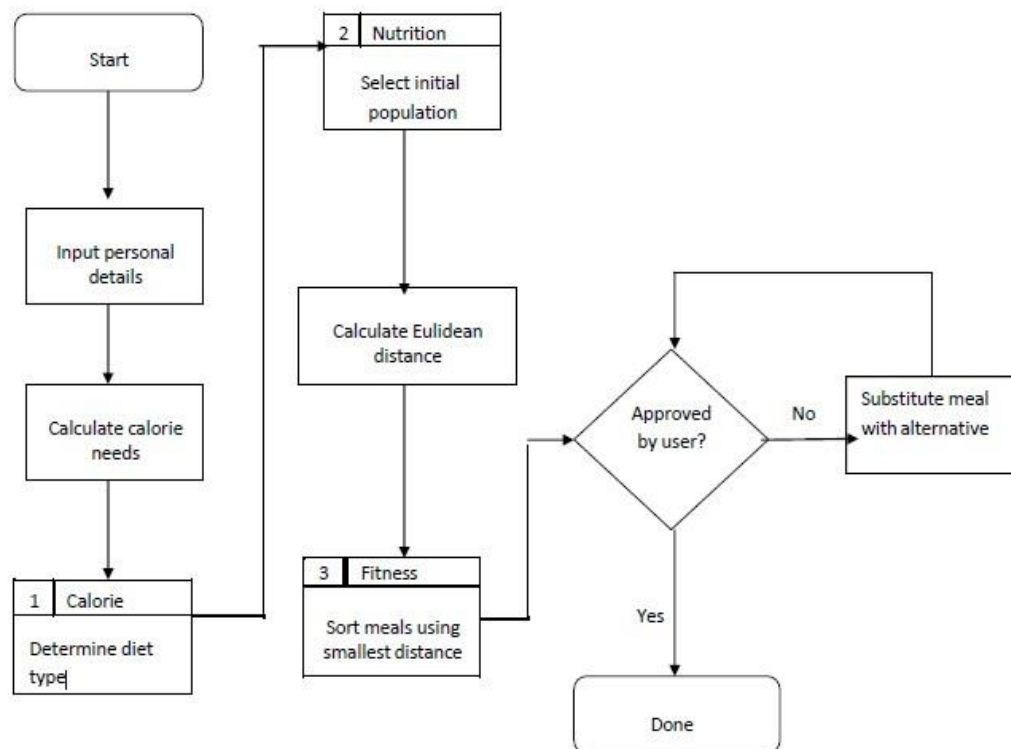 Start
Input personal
details
Calculate calorie
needs
1 Calorie
Determine diet
type
2 Nutrition
Select initial
population
Calculate Eulidean
distance
3 Fitness
Sort meals using
smallest distance
Approved
by user?
No
Substitute meal
with alternative
Yes
Done